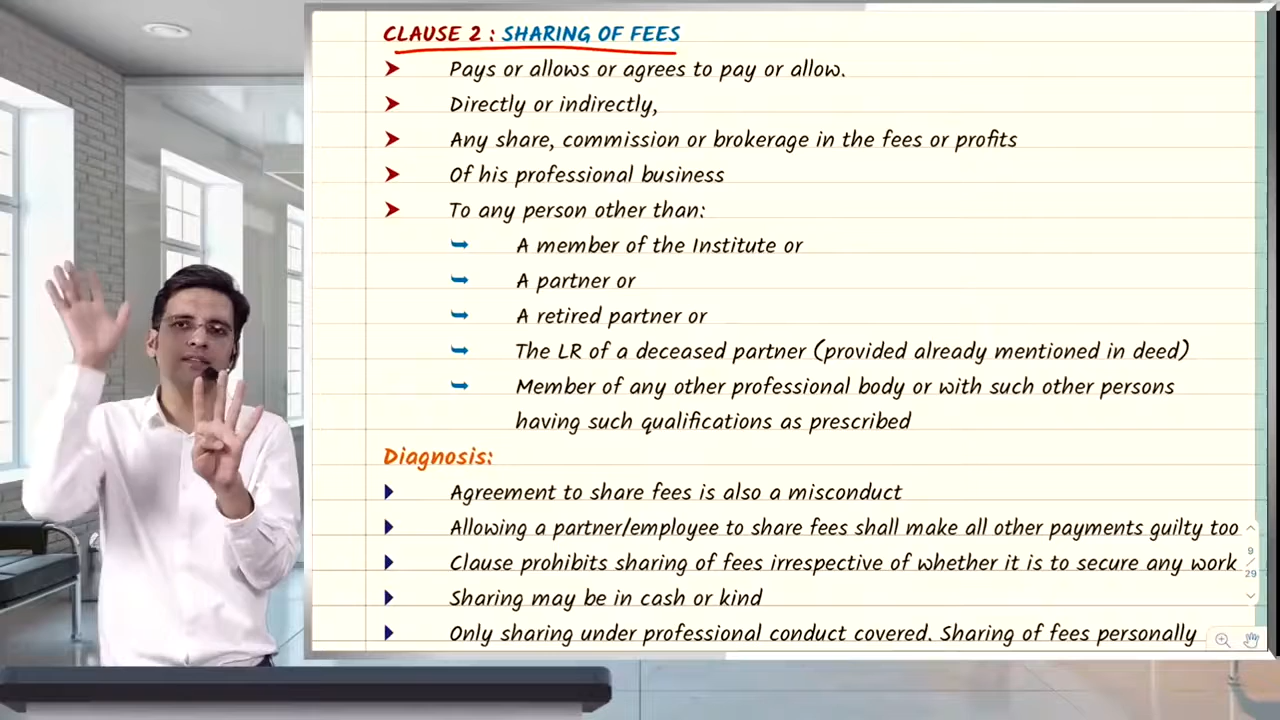 CLAUSE 2 : SHARING OF FEES
➤ Pays or allows or agrees to pay or allow.
➤ Directly or indirectly,
➤ Any share, commission or brokerage in the fees or profits
➤ Of his professional business
➤ To any person other than:
A member of the Institute or
A partner or
A retired partner or
The LR of a deceased partner (provided already mentioned in deed)
Member of any other professional body or with such other persons
having such qualifications as prescribed
Diagnosis:
Agreement to share fees is also a misconduct
Allowing a partner/employee to share fees shall make all other payments guilty too
Clause prohibits sharing of fees irrespective of whether it is to secure any work
Sharing may be in cash or kind
Only sharing under professional conduct covered. Sharing of fees personally
9
/
29